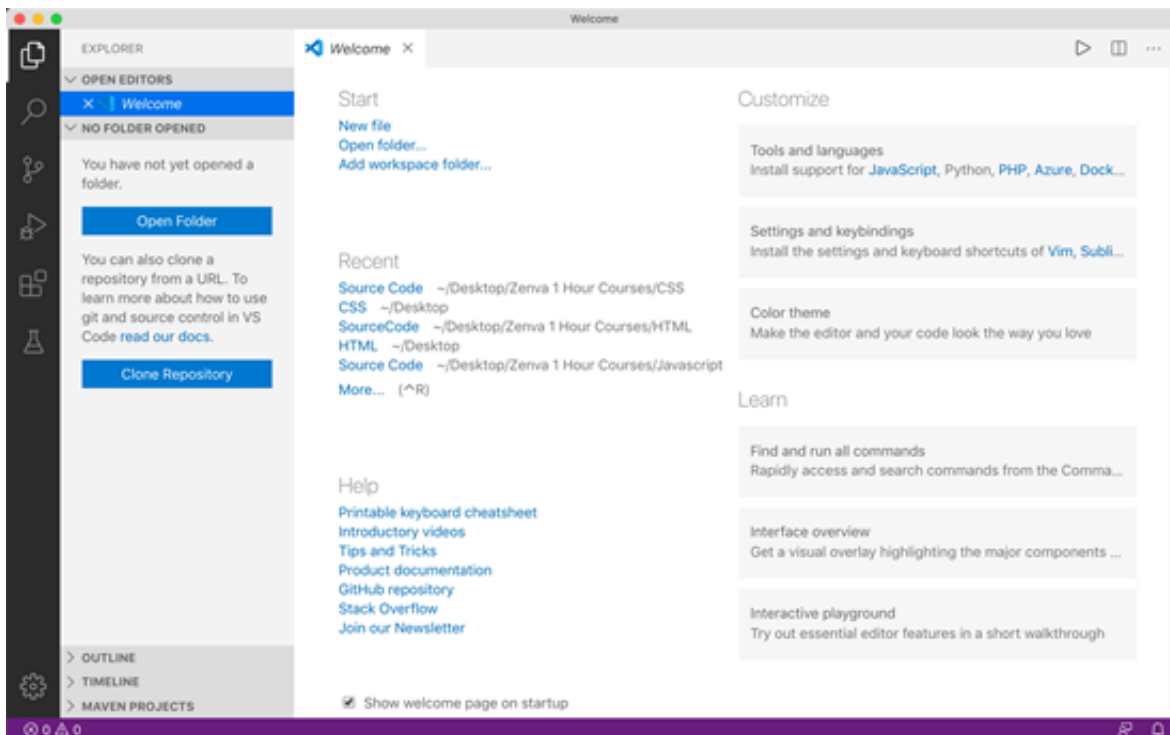 Welcome
EXPLORER
OPEN EDITORS
Welcome
NO FOLDER OPENED
You have not yet opened a
folder.
Open Folder
You can also clone a
repository from a URL. To
learn more about how to use
git and source control in VS
Code read our docs.
Clone Repository
OUTLINE
TIMELINE
MAVEN PROJECTS
Welcome
Start
New file
Open folder...
Add workspace folder...
Recent
Source Code ~/Desktop/Zenva 1 Hour Courses/CSS
CSS ~/Desktop
SourceCode ~/Desktop/Zenva 1 Hour Courses/HTML
HTML ~/Desktop
Source Code ~/Desktop/Zenva 1 Hour Courses/Javascript
More... (^R)
Help
Printable keyboard cheatsheet
Introductory videos
Tips and Tricks
Product documentation
GitHub repository
Stack Overflow
Join our Newsletter
Show welcome page on startup
Customize
Tools and languages
Install support for JavaScript, Python, PHP, Azure, Dock...
Settings and keybindings
Install the settings and keyboard shortcuts of Vim, Subli...
Color theme
Make the editor and your code look the way you love
Learn
Find and run all commands
Rapidly access and search commands from the Comma...
Interface overview
Get a visual overlay highlighting the major components ...
Interactive playground
Try out essential editor features in a short walkthrough
0 0